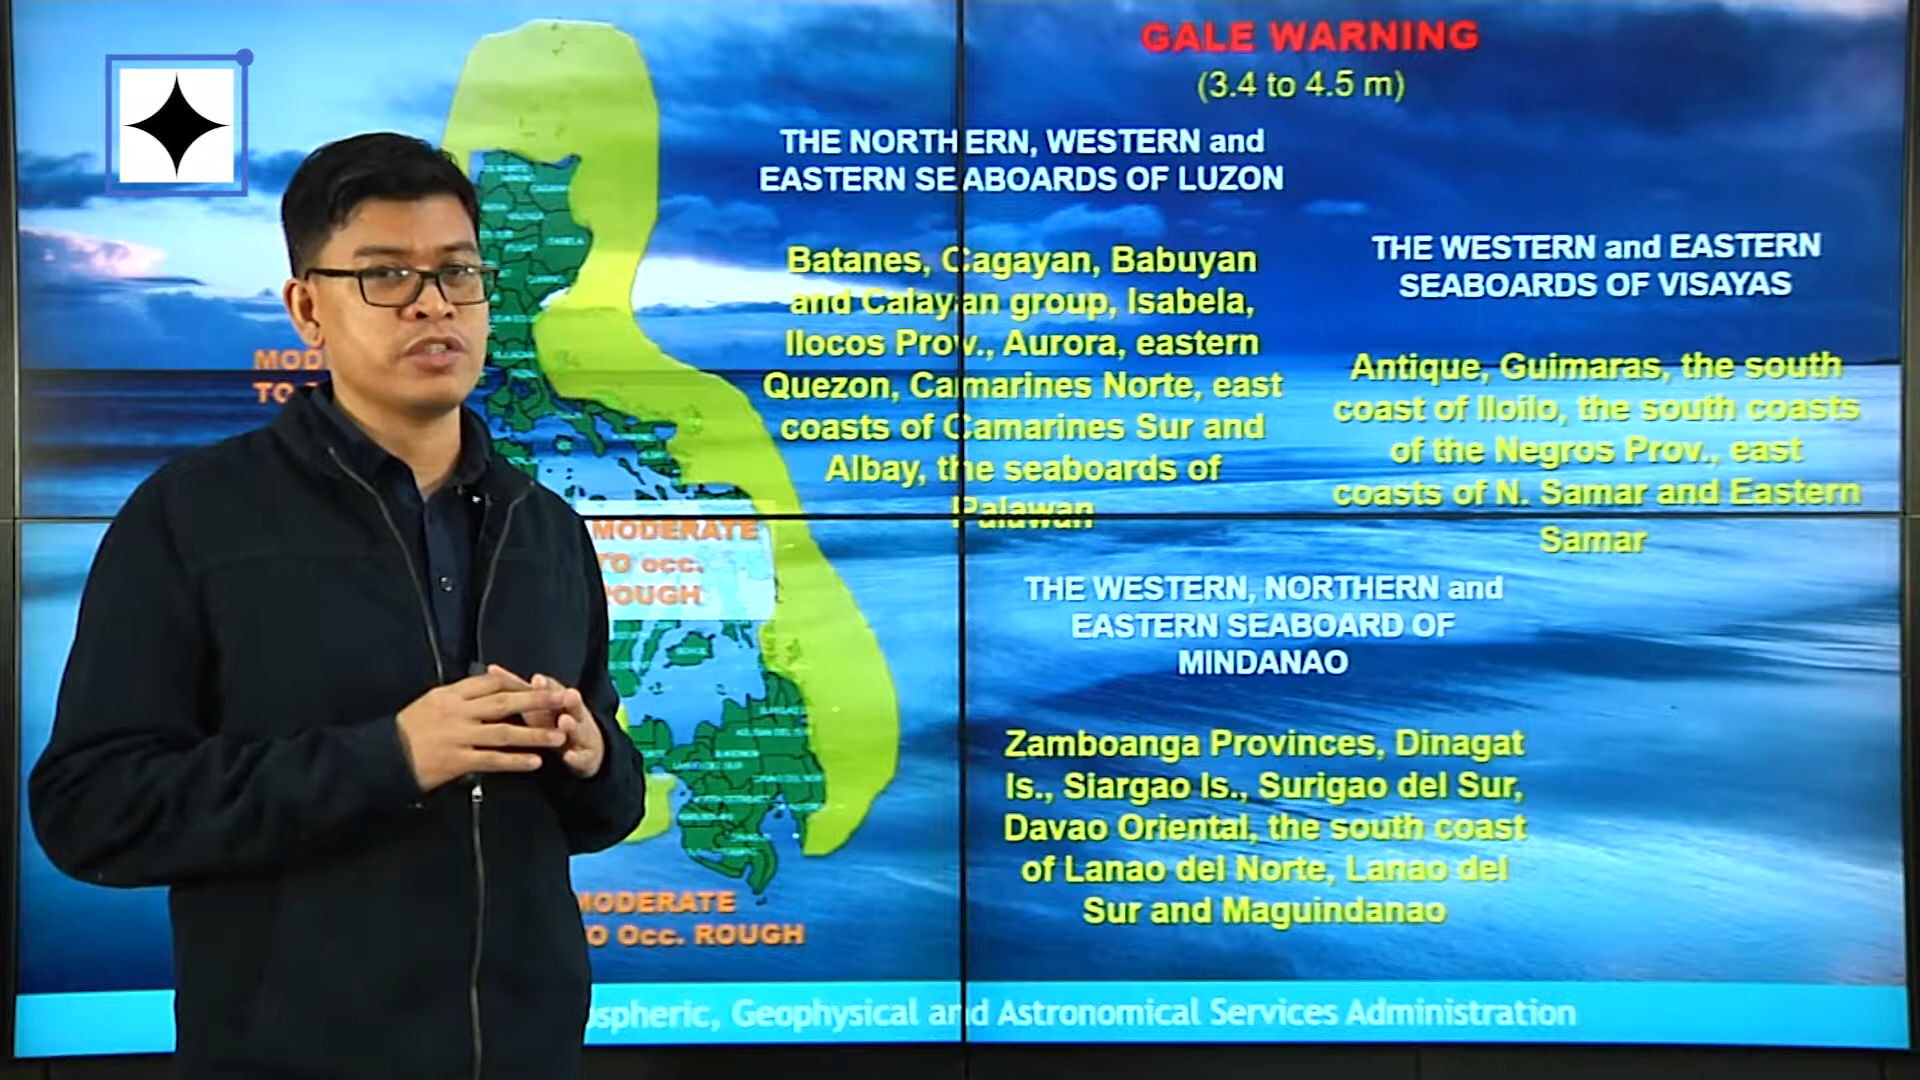 GALE WARNING
(3.4 to 4.5 m)
THE NORTHERN, WESTERN and
EASTERN SEABOARDS OF LUZON
Batanes, Cagayan, Babuyan
and Calayan group, Isabela,
Ilocos Prov., Aurora, eastern
Quezon, Camarines Norte, east
coasts of Camarines Sur and
Albay, the seaboards of
Palawan
THE WESTERN and EASTERN
SEABOARDS OF VISAYAS
Antique, Guimaras, the south
coast of Iloilo, the south coasts
of the Negros Prov., east
coasts of N. Samar and Eastern
Samar
THE WESTERN, NORTHERN and
EASTERN SEABOARD OF
MINDANAO
Zamboanga Provinces, Dinagat
Is., Siargao Is., Surigao del Sur,
Davao Oriental, the south coast
of Lanao del Norte, Lanao del
Sur and Maguindanao
MOD
TO
MODERATE
TO occ.
ROUGH
MODERATE
TO Occ. ROUGH
ospheric, Geophysical and Astronomical Services Administration